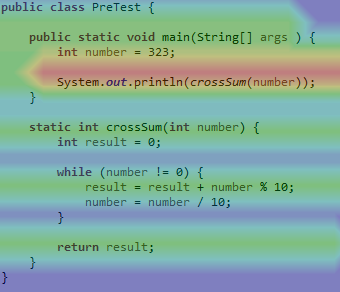 public class PreTest {
public static void main(String[] args ) {
int number = 323;
System.out.println(crossSum(number));
}
static int crossSum(int number) {
int result = 0;
while (number != 0) {
result = result + number % 10;
number = number / 10;
}
return result;
}
}